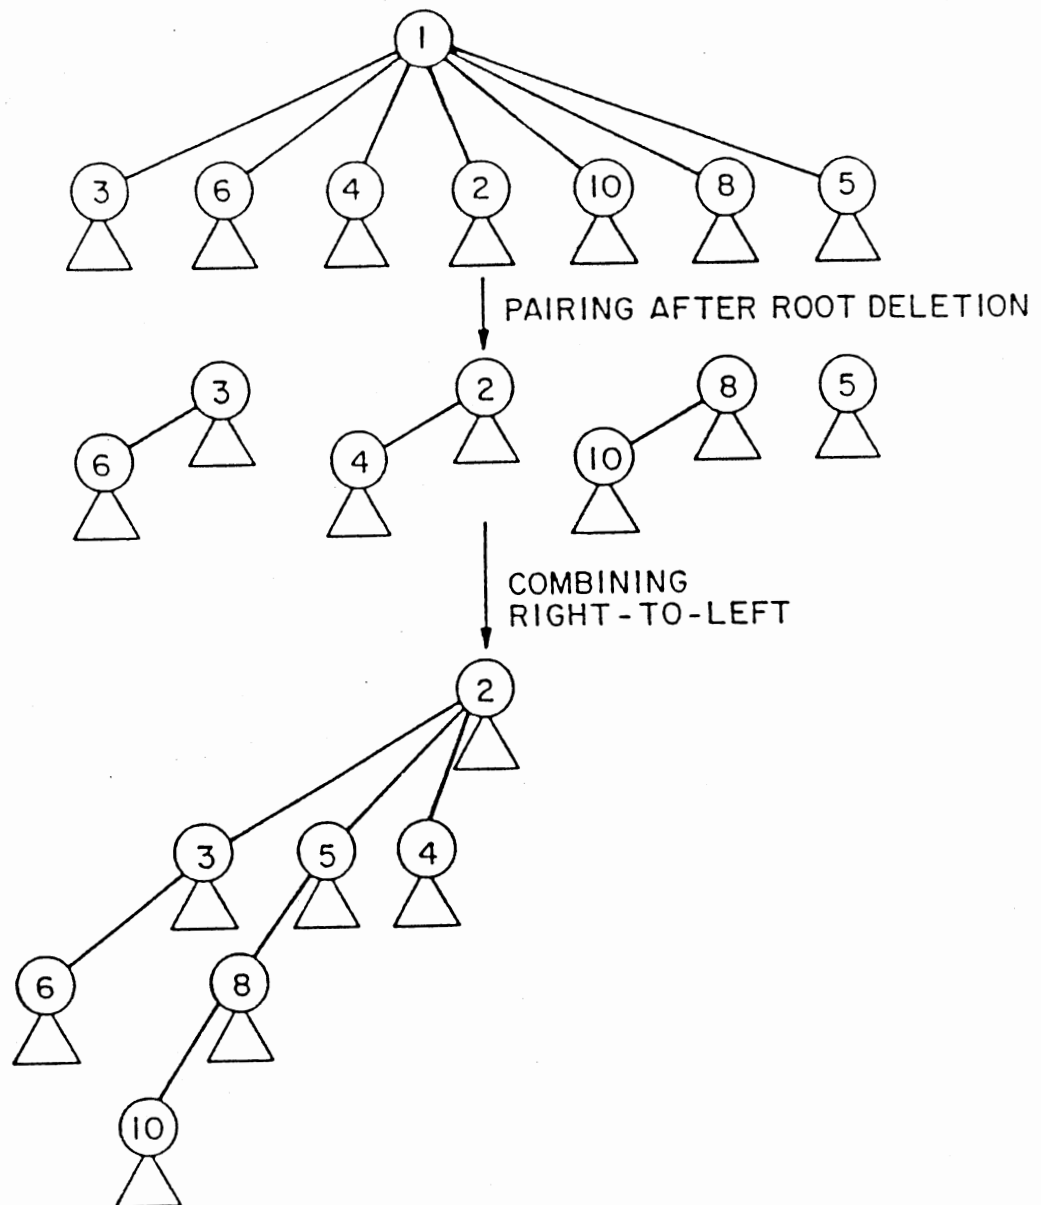 1
3 6 4 2 10 8 5
PAIRING AFTER ROOT DELETION
3 2 8 5
6 4 10
COMBINING
RIGHT-TO-LEFT
2
3 5 4
6 8
10